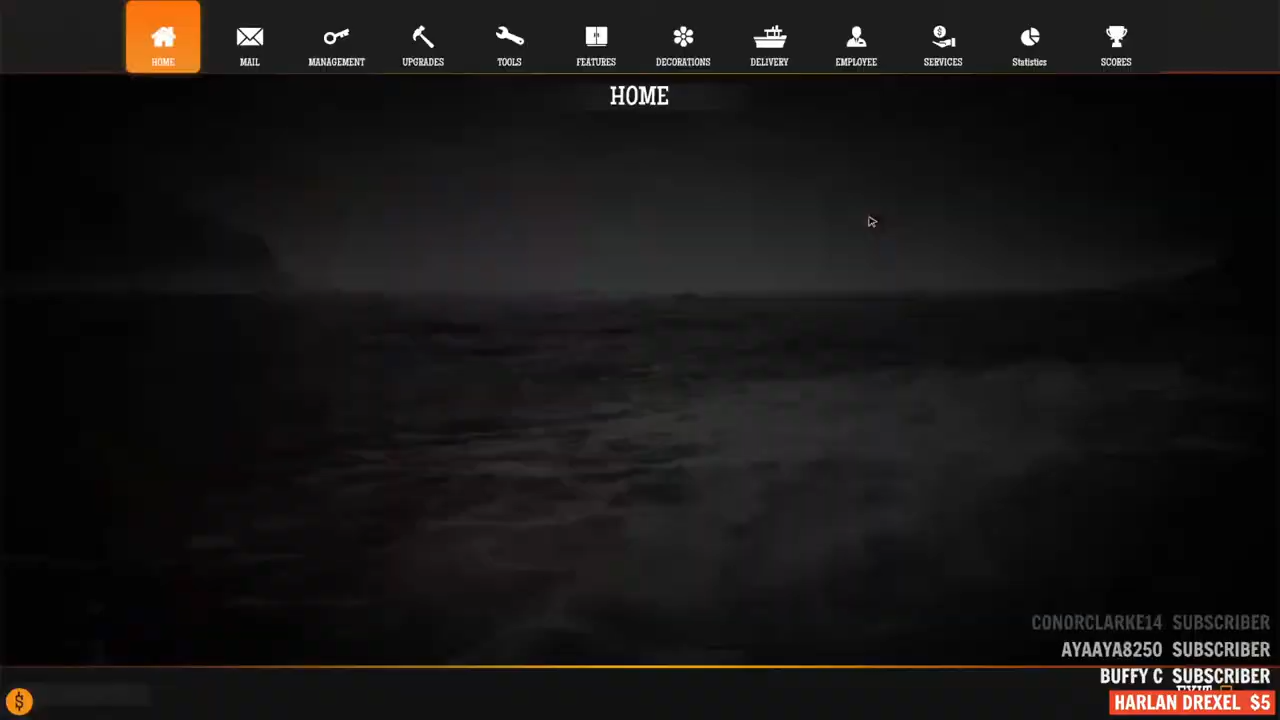 HOME
MAIL
MANAGEMENT
UPGRADES
TOOLS
FEATURES
DECORATIONS
DELIVERY
EMPLOYEE
SERVICES
Statistics
SCORES
HOME
CONORCLARKE14 SUBSCRIBER
AYAAYA8250 SUBSCRIBER
BUFFY C SUBSCRIBER
EXIT
HARLAN DREXEL $5